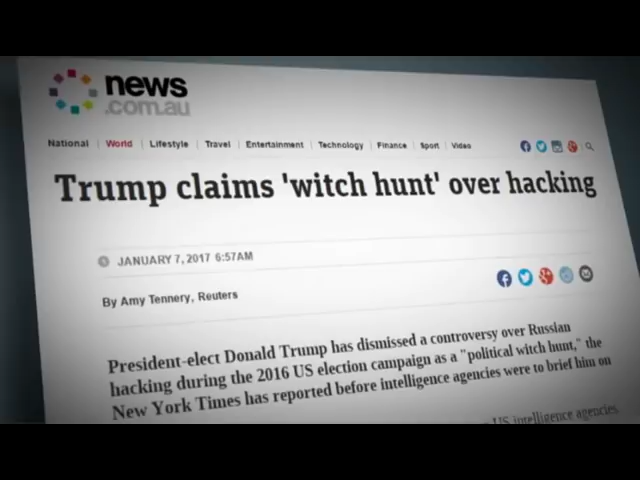 news
.com.au
National World Lifestyle Travel Entertainment Technology Finance Sport Video
Trump claims 'witch hunt' over hacking
JANUARY 7, 2017 6:57AM
By Amy Tennery, Reuters
President-elect Donald Trump has dismissed a controversy over Russian
hacking during the 2016 US election campaign as a "political witch hunt," the
New York Times has reported before intelligence agencies were to brief him on
US intelligence agencies